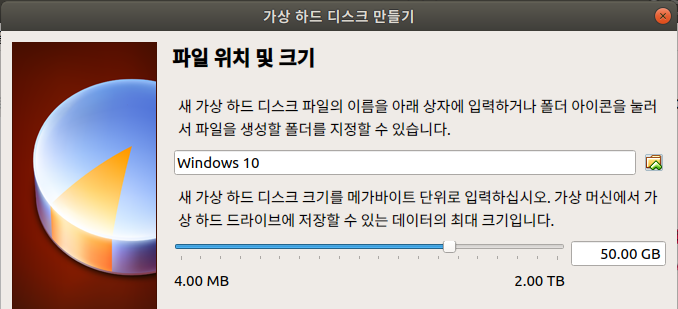 가상 하드 디스크 만들기
파일 위치 및 크기
새 가상 하드 디스크 파일의 이름을 아래 상자에 입력하거나 폴더 아이콘을 눌러
서 파일을 생성할 폴더를 지정할 수 있습니다.
Windows 10
새 가상 하드 디스크 크기를 메가바이트 단위로 입력하십시오. 가상 머신에서 가
상 하드 드라이브에 저장할 수 있는 데이터의 최대 크기입니다.
50.00 GB
4.00 MB 2.00 TB